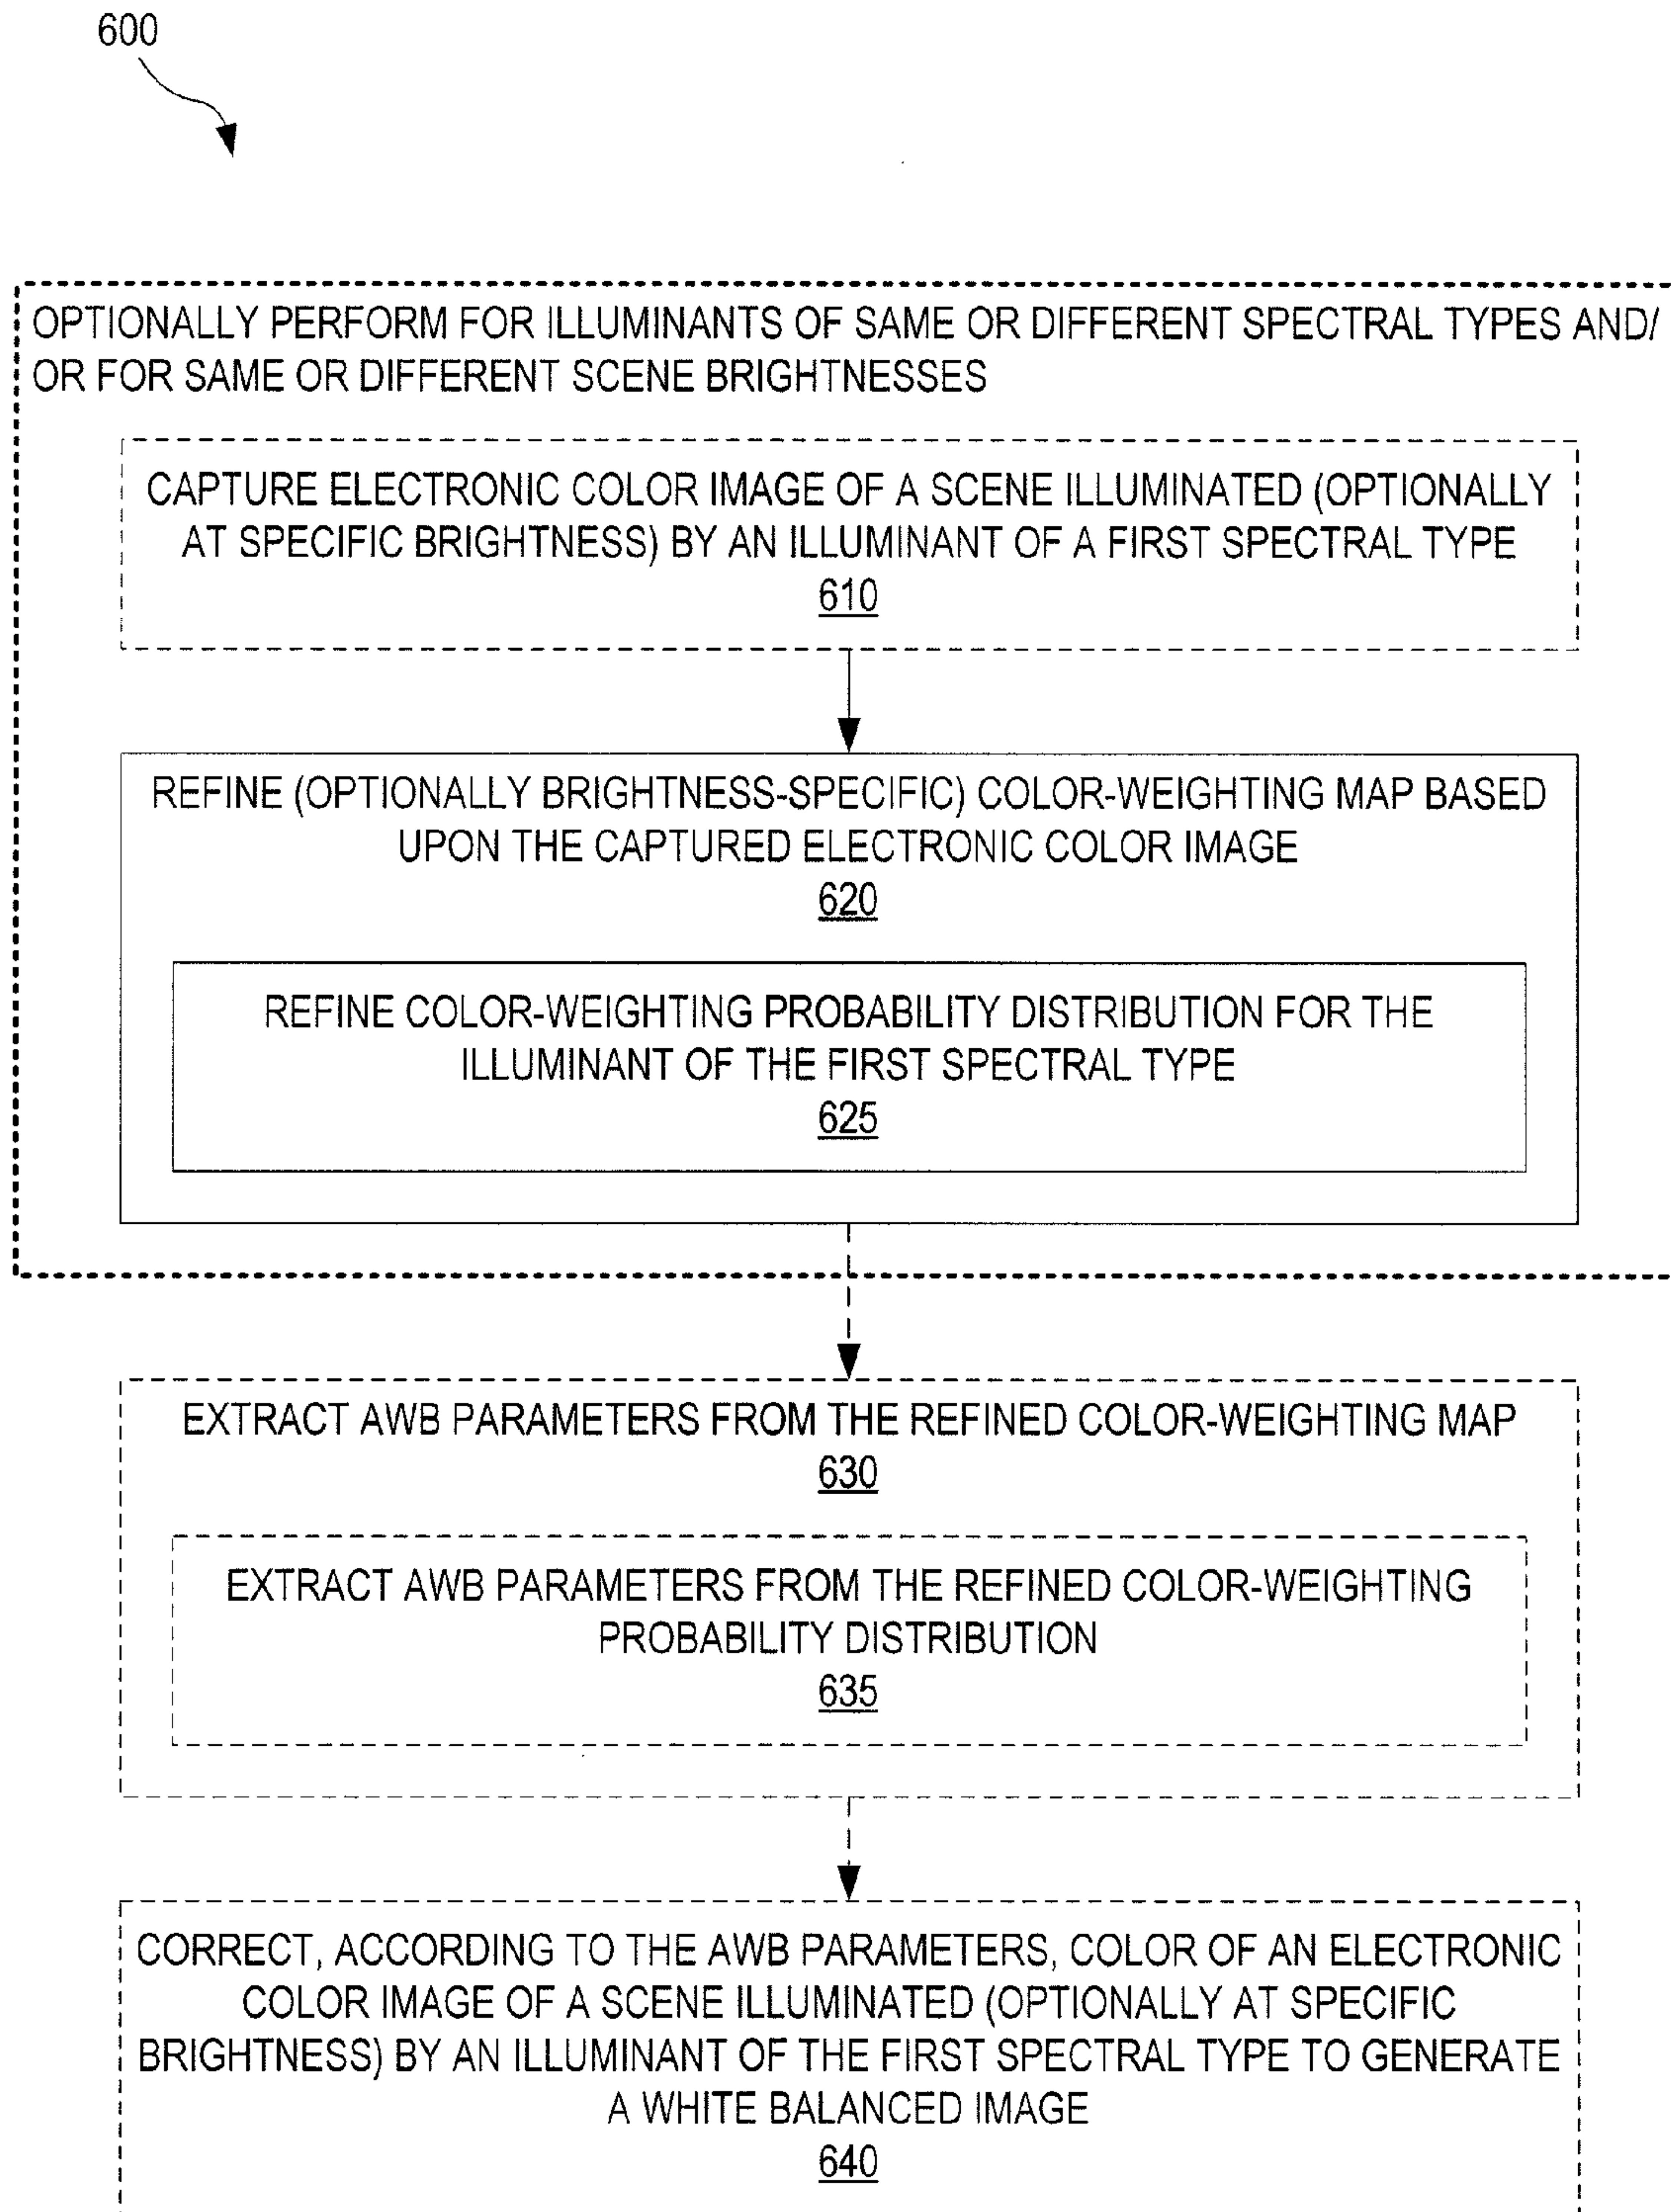 600
OPTIONALLY PERFORM FOR ILLUMINANTS OF SAME OR DIFFERENT SPECTRAL TYPES AND/
OR FOR SAME OR DIFFERENT SCENE BRIGHTNESSES
CAPTURE ELECTRONIC COLOR IMAGE OF A SCENE ILLUMINATED (OPTIONALLY
AT SPECIFIC BRIGHTNESS) BY AN ILLUMINANT OF A FIRST SPECTRAL TYPE
610
REFINE (OPTIONALLY BRIGHTNESS-SPECIFIC) COLOR-WEIGHTING MAP BASED
UPON THE CAPTURED ELECTRONIC COLOR IMAGE
620
REFINE COLOR-WEIGHTING PROBABILITY DISTRIBUTION FOR THE
ILLUMINANT OF THE FIRST SPECTRAL TYPE
625
EXTRACT AWB PARAMETERS FROM THE REFINED COLOR-WEIGHTING MAP
630
EXTRACT AWB PARAMETERS FROM THE REFINED COLOR-WEIGHTING
PROBABILITY DISTRIBUTION
635
CORRECT, ACCORDING TO THE AWB PARAMETERS, COLOR OF AN ELECTRONIC
COLOR IMAGE OF A SCENE ILLUMINATED (OPTIONALLY AT SPECIFIC
BRIGHTNESS) BY AN ILLUMINANT OF THE FIRST SPECTRAL TYPE TO GENERATE
A WHITE BALANCED IMAGE
640